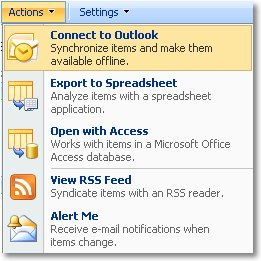 Actions Settings
Connect to Outlook
Synchronize items and make them
available offline.
Export to Spreadsheet
Analyze items with a spreadsheet
application.
Open with Access
Works with items in a Microsoft Office
Access database.
View RSS Feed
Syndicate items with an RSS reader.
Alert Me
Receive e-mail notifications when
items change.